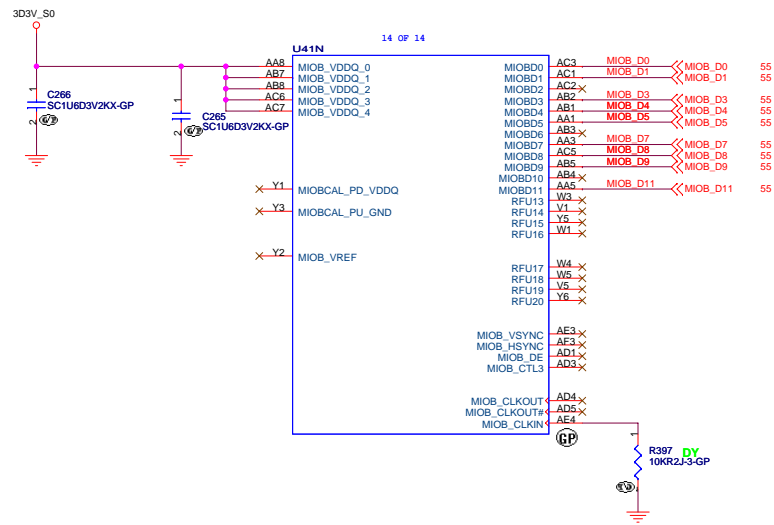 3D3V_S0
14 OF 14
U41N
AA8 MIOB_VDDQ_0
AB7 MIOB_VDDQ_1
AB8 MIOB_VDDQ_2
AC6 MIOB_VDDQ_3
AC7 MIOB_VDDQ_4
C266
SC1U6D3V2KX-GP
1
2
C265
SC1U6D3V2KX-GP
1
2
Y1 MIOBCAL_PD_VDDQ
Y3 MIOBCAL_PU_GND
Y2 MIOB_VREF
MIOBD0 AC3 MIOB_D0 MIOB_D0 55
MIOBD1 AC1 MIOB_D1 MIOB_D1 55
MIOBD2 AC2
MIOBD3 AB2 MIOB_D3 MIOB_D3 55
MIOBD4 AB1 MIOB_D4 MIOB_D4 55
MIOBD5 AA1 MIOB_D5 MIOB_D5 55
MIOBD6 AB3
MIOBD7 AA3 MIOB_D7 MIOB_D7 55
MIOBD8 AC5 MIOB_D8 MIOB_D8 55
MIOBD9 AB5 MIOB_D9 MIOB_D9 55
MIOBD10 AB4
MIOBD11 AA5 MIOB_D11 MIOB_D11 55
RFU13 W3
RFU14 V1
RFU15 Y5
RFU16 W1
RFU17 W4
RFU18 W5
RFU19 V5
RFU20 Y6
MIOB_VSYNC AE3
MIOB_HSYNC AF3
MIOB_DE AD1
MIOB_CTL3 AD3
MIOB_CLKOUT AD4
MIOB_CLKOUT# AD5
MIOB_CLKIN AE4
GP
1
R397 DY
10KR2J-3-GP